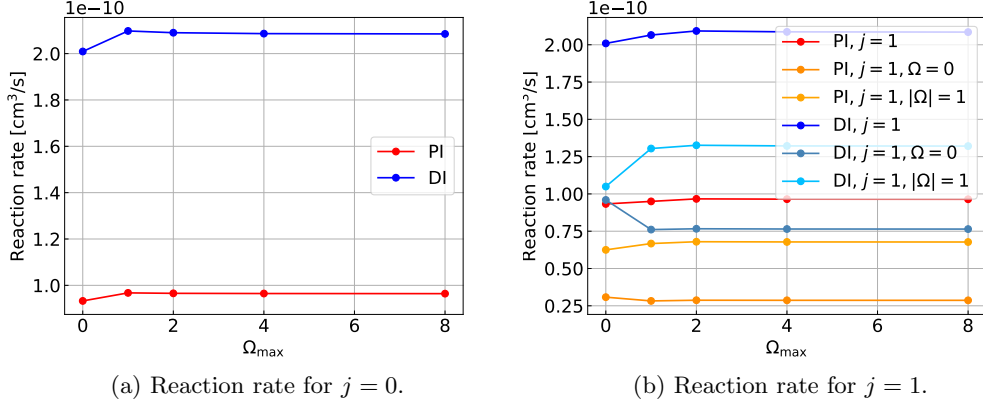 1e−10
Reaction rate [cm³/s]
2.0
1.8
1.6
1.4
1.2
1.0
PI
DI
0 2 4 6 8
Ωmax
(a) Reaction rate for j = 0.
1e−10
Reaction rate [cm³/s]
2.00
1.75
1.50
1.25
1.00
0.75
0.50
0.25
PI, j = 1
PI, j = 1, Ω = 0
PI, j = 1, |Ω| = 1
DI, j = 1
DI, j = 1, Ω = 0
DI, j = 1, |Ω| = 1
0 2 4 6 8
Ωmax
(b) Reaction rate for j = 1.